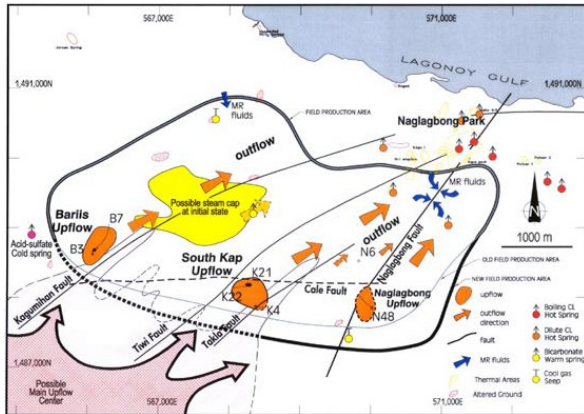 567,000E
571,000E
LAGONOY GULF
1,491,000N
1,491,000N
MR
fluids
FIELD PRODUCTION AREA
Naglagbong Park
outflow
MR fluids
Possible steam cap
at initial state
Bariis
Upflow
B7
B3
Acid-sulfate
Cold spring
outflow
N
1000 m
South Kap
Upflow
K21
K22
K4
N6
Naglagbong Fault
OLD FIELD PRODUCTION AREA
NEW FIELD PRODUCTION AREA
Cale Fault
Naglagbong
Upflow
N48
Kagumihan Fault
Tiwi Fault
Takla Fault
upflow
outflow
direction
Fault
MR fluids
Thermal Areas
Altered Ground
Boiling CL
Hot Spring
Dilute CL
Hot Spring
Bicarbonate
Warm spring
Cool gas
Seep
1,487,000N
1,487,000N
Possible
Main Upflow
Center
567,000E
571,000E